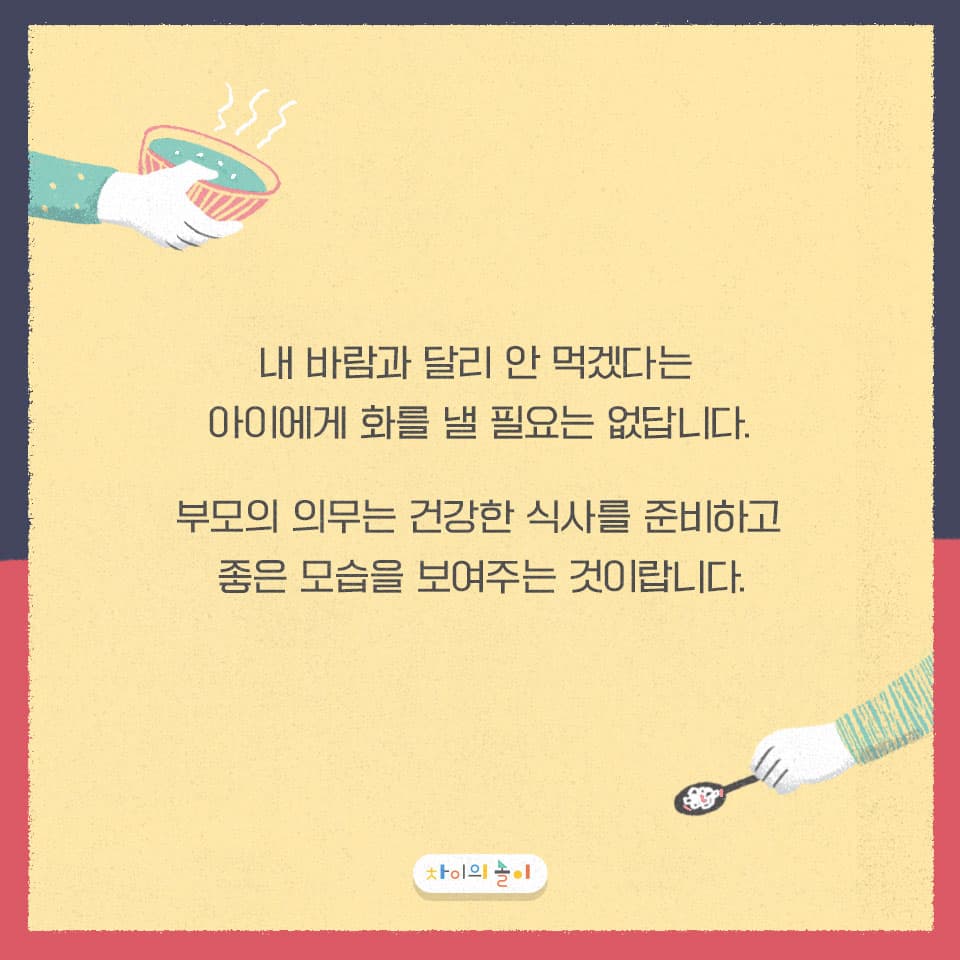 내 바람과 달리 안 먹겠다는
아이에게 화를 낼 필요는 없답니다.
부모의 의무는 건강한 식사를 준비하고
좋은 모습을 보여주는 것이랍니다.
차이의 놀이